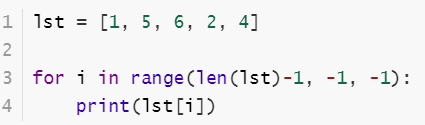 1 lst = [1, 5, 6, 2, 4]
2
3 for i in range(len(lst)-1, -1, -1):
4     print(lst[i])